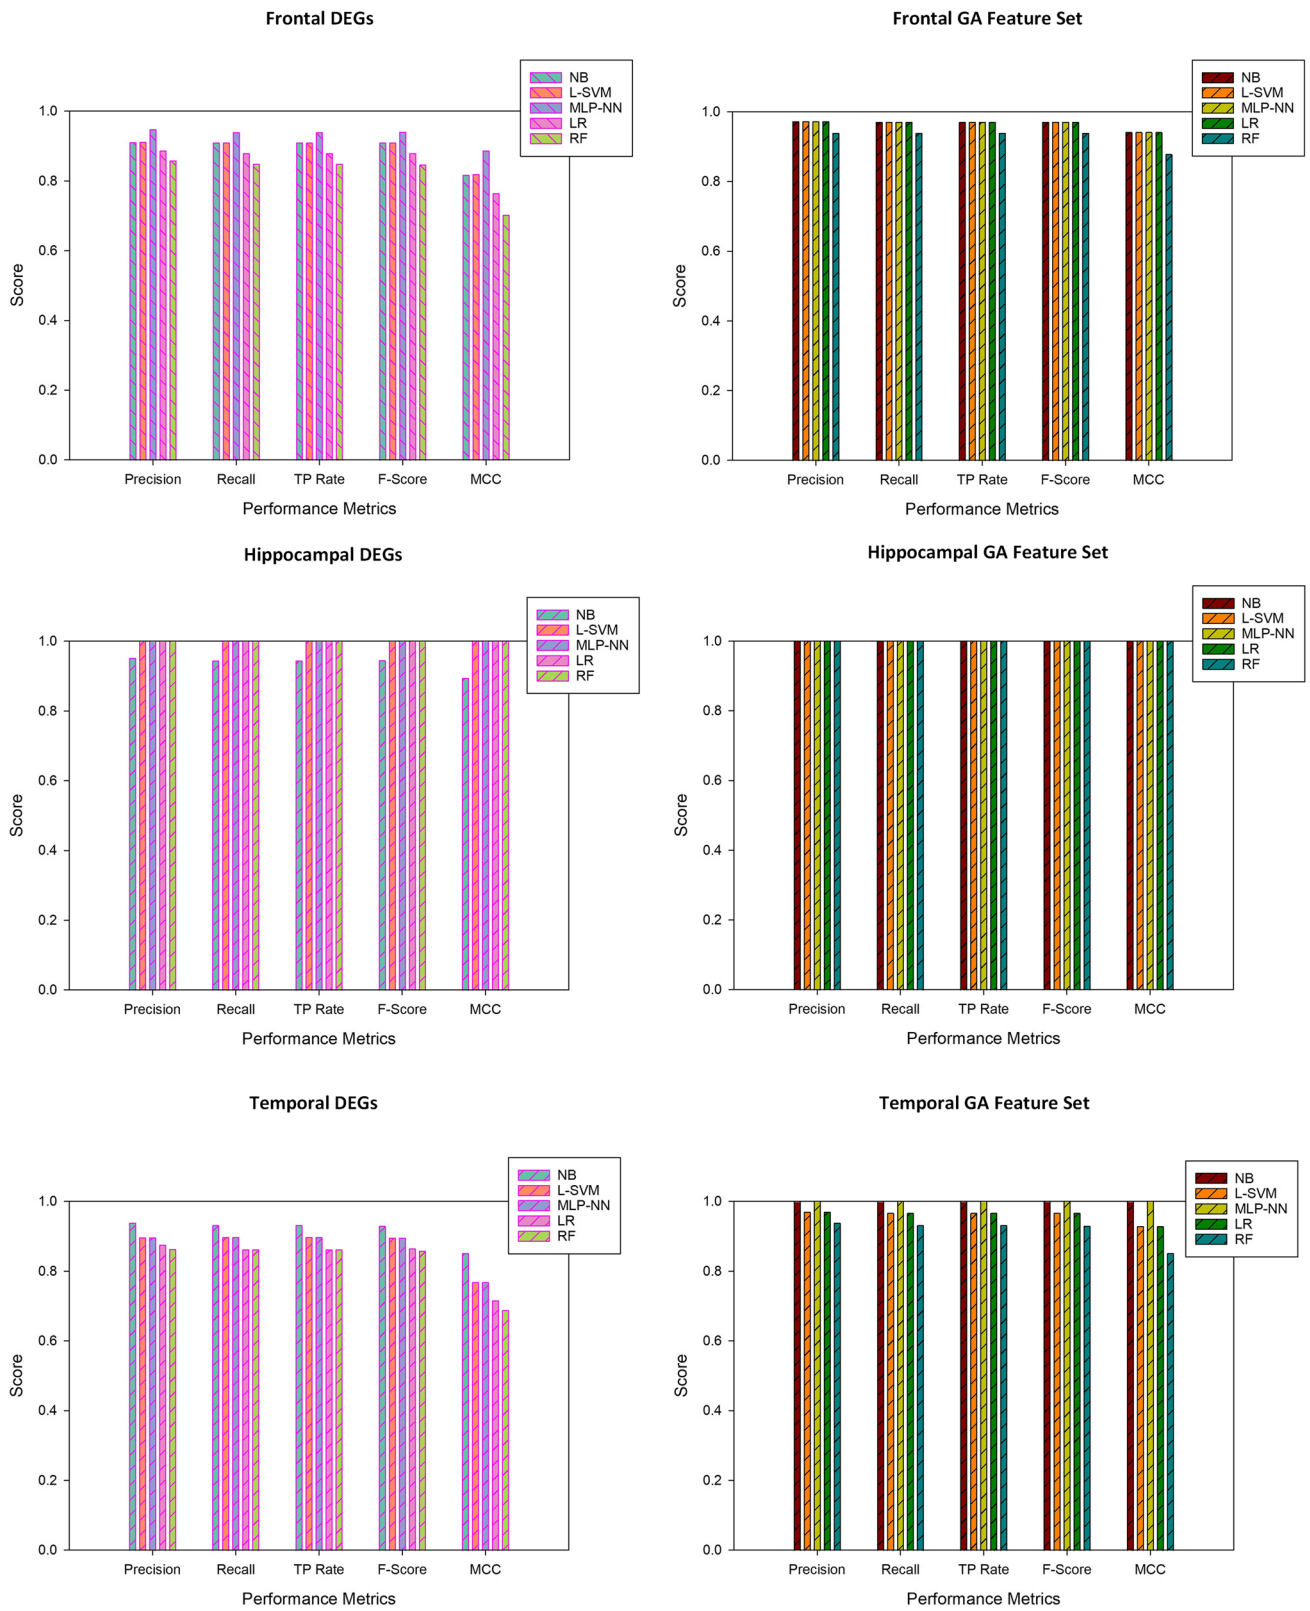 Frontal DEGs
NB
L-SVM
MLP-NN
LR
RF
1.0
0.8
0.6
0.4
0.2
0.0
Score
Precision Recall TP Rate F-Score MCC
Performance Metrics
Frontal GA Feature Set
NB
L-SVM
MLP-NN
LR
RF
1.0
0.8
0.6
0.4
0.2
0.0
Score
Precision Recall TP Rate F-Score MCC
Performance Metrics
Hippocampal DEGs
NB
L-SVM
MLP-NN
LR
RF
1.0
0.8
0.6
0.4
0.2
0.0
Score
Precision Recall TP Rate F-Score MCC
Performance Metrics
Hippocampal GA Feature Set
NB
L-SVM
MLP-NN
LR
RF
1.0
0.8
0.6
0.4
0.2
0.0
Score
Precision Recall TP Rate F-Score MCC
Performance Metrics
Temporal DEGs
NB
L-SVM
MLP-NN
LR
RF
1.0
0.8
0.6
0.4
0.2
0.0
Score
Precision Recall TP Rate F-Score MCC
Performance Metrics
Temporal GA Feature Set
NB
L-SVM
MLP-NN
LR
RF
1.0
0.8
0.6
0.4
0.2
0.0
Score
Precision Recall TP Rate F-Score MCC
Performance Metrics